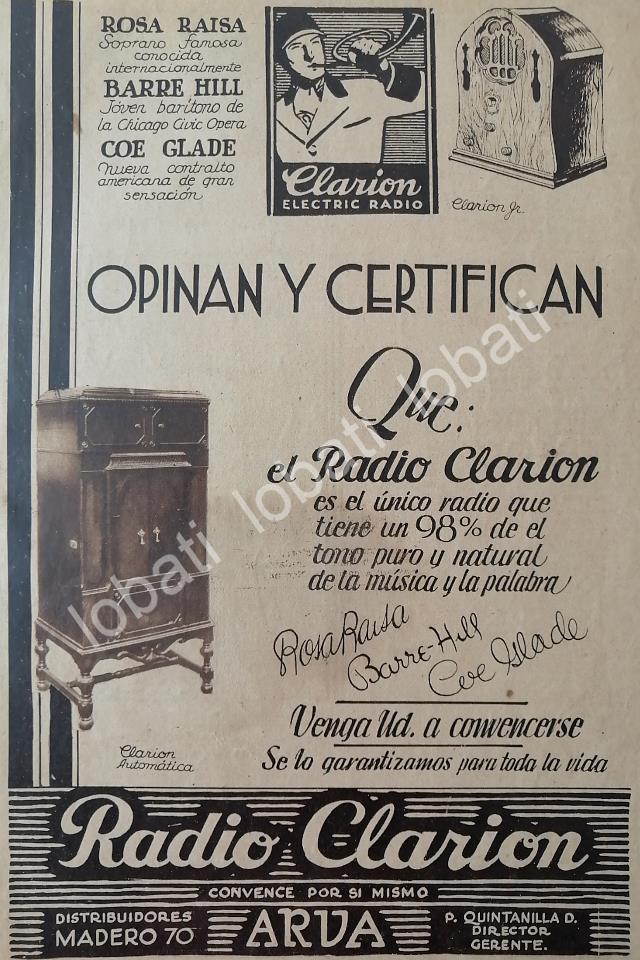 ROSA RAISA
Soprano famosa
conocida
internacionalmente
BARRE HILL
Jóven barítono de
la Chicago Civic Opera
COE GLADE
Nueva contralto
americana de gran
sensación
Clarion
ELECTRIC RADIO
Clarion Jr.
OPINAN Y CERTIFICAN
Que:
el Radio Clarion
es el único radio que
tiene un 98% de el
tono puro y natural
de la música y la palabra
Rosa Raisa
Barre-Hill
Coe Glade
Venga Ud. a convencerse
Se lo garantizamos para toda la vida
Clarion
Automática
Radio Clarion
CONVENCE POR SI MISMO
DISTRIBUIDORES
MADERO 70
ARVA
P. QUINTANILLA D.
DIRECTOR
GERENTE.
lobati lobati lobati